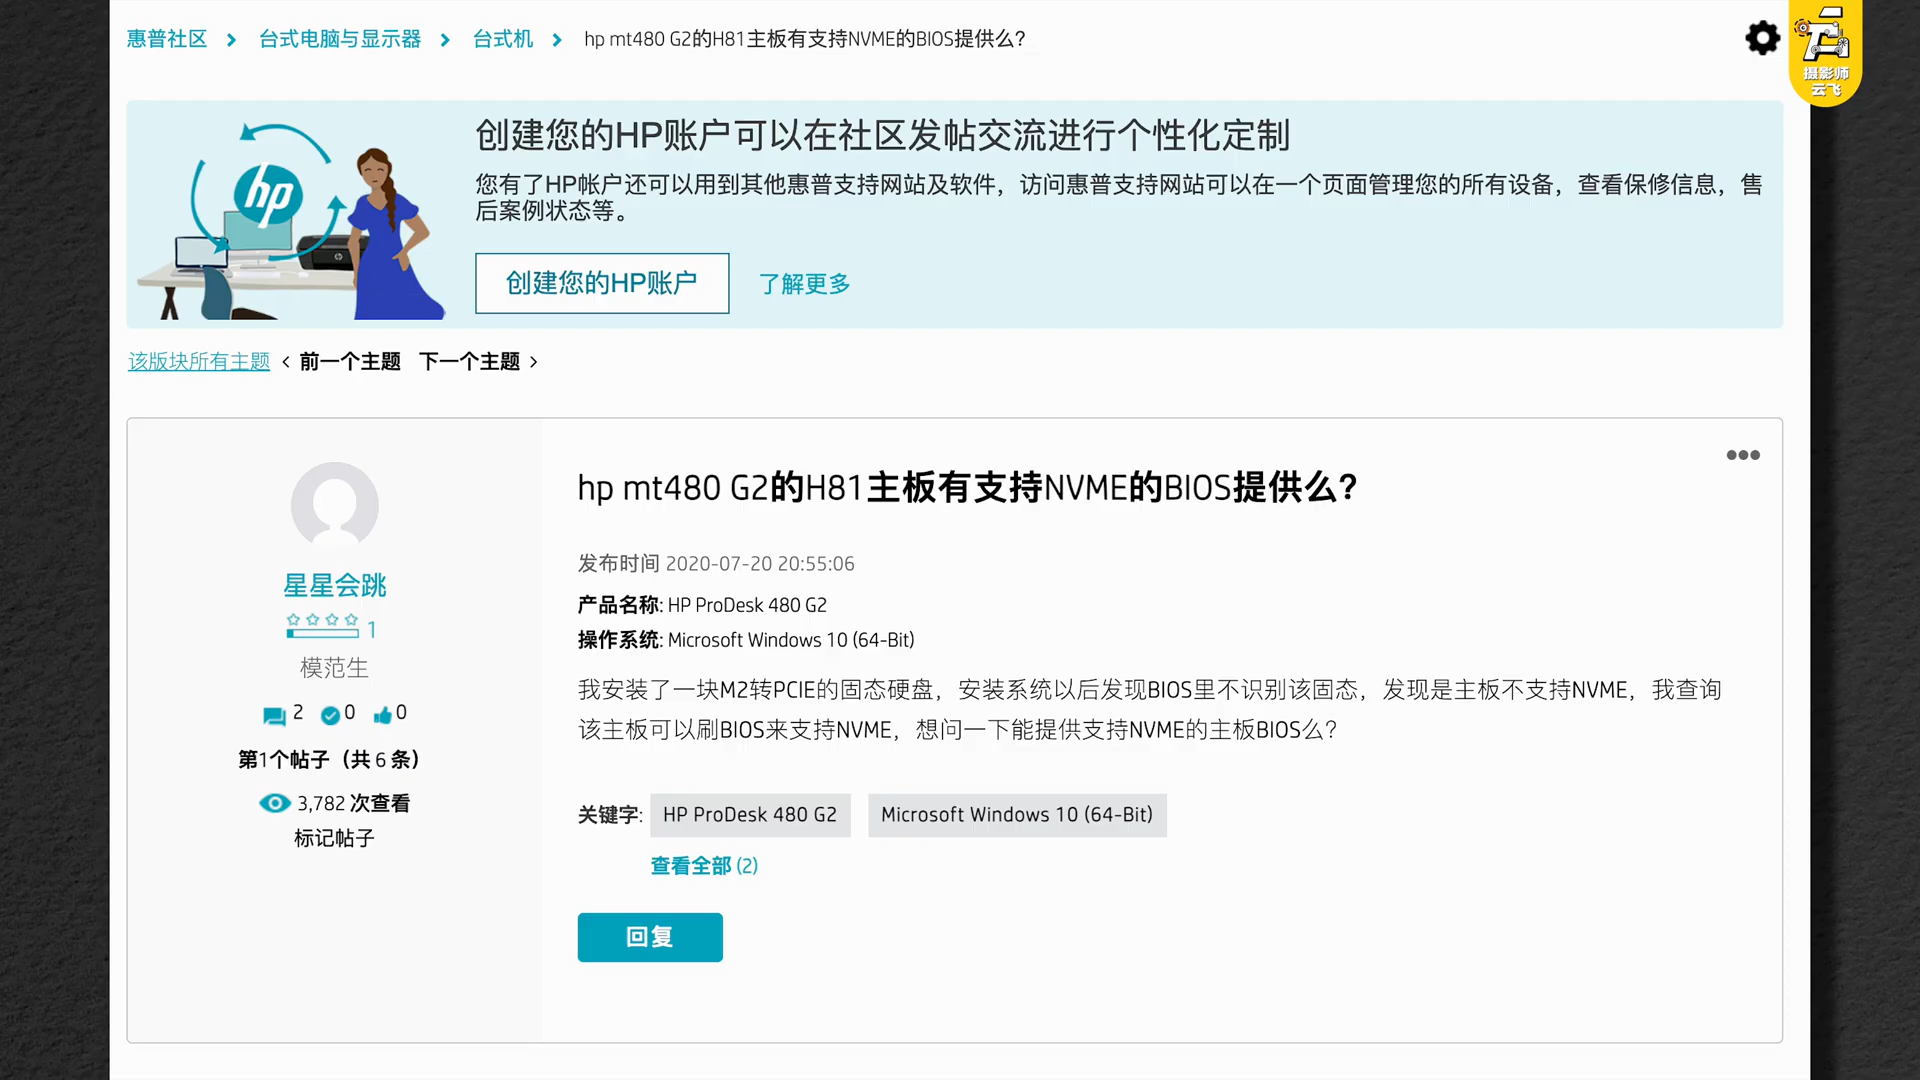 惠普社区 > 台式电脑与显示器 > 台式机 > hp mt480 G2的H81主板有支持NVME的BIOS提供么?
摄影师
云飞
创建您的HP账户可以在社区发帖交流进行个性化定制
您有了HP帐户还可以用到其他惠普支持网站及软件，访问惠普支持网站可以在一个页面管理您的所有设备，查看保修信息，售
后案例状态等。
hp
创建您的HP账户 了解更多
该版块所有主题 < 前一个主题 下一个主题 >
星星会跳
1
模范生
2 0 0
第1个帖子（共 6 条）
3,782 次查看
标记帖子
hp mt480 G2的H81主板有支持NVME的BIOS提供么?
发布时间 2020-07-20 20:55:06
产品名称: HP ProDesk 480 G2
操作系统: Microsoft Windows 10 (64-Bit)
我安装了一块M2转PCIE的固态硬盘，安装系统以后发现BIOS里不识别该固态，发现是主板不支持NVME，我查询
该主板可以刷BIOS来支持NVME，想问一下能提供支持NVME的主板BIOS么?
关键字: HP ProDesk 480 G2 Microsoft Windows 10 (64-Bit)
查看全部 (2)
回复